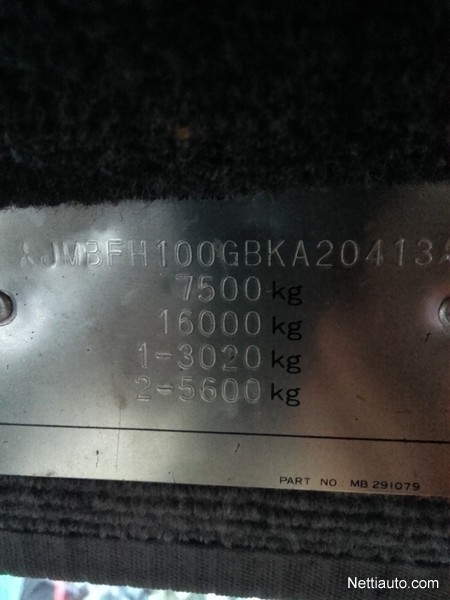 *JMBFH100GBKA20413*
7500 kg
16000 kg
1-3020 kg
2-5600 kg
PART NO. MB 291079
Nettiauto.com